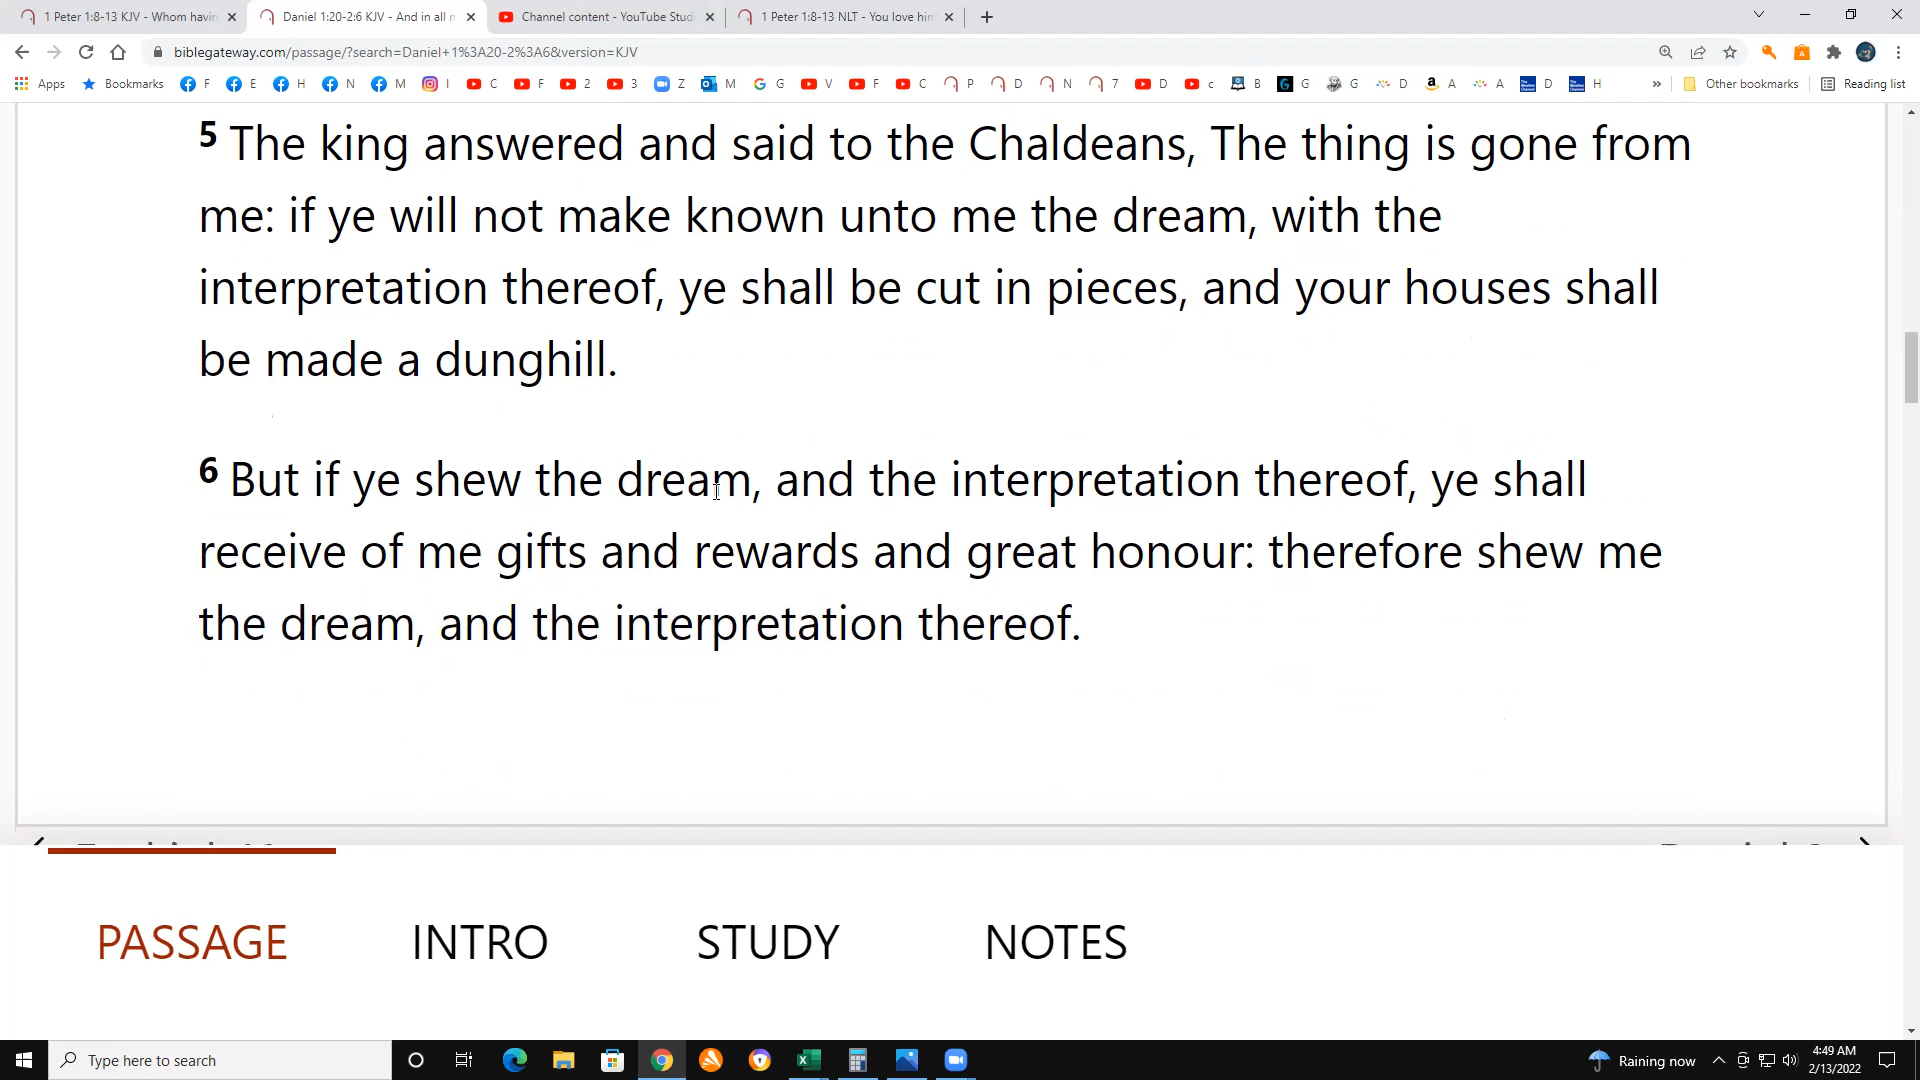 1 Peter 1:8-13 KJV - Whom havin
Daniel 1:20-2:6 KJV - And in all m
Channel content - YouTube Stud
1 Peter 1:8-13 NLT - You love him
biblegateway.com/passage/?search=Daniel+1%3A20-2%3A6&version=KJV
Apps Bookmarks F E H N M I C F 2 3 Z M G V F C P D N 7 D c B G G D A A D H » Other bookmarks Reading list
5 The king answered and said to the Chaldeans, The thing is gone from
me: if ye will not make known unto me the dream, with the
interpretation thereof, ye shall be cut in pieces, and your houses shall
be made a dunghill.
6 But if ye shew the dream, and the interpretation thereof, ye shall
receive of me gifts and rewards and great honour: therefore shew me
the dream, and the interpretation thereof.
PASSAGE INTRO STUDY NOTES
Type here to search
Raining now
4:49 AM
2/13/2022